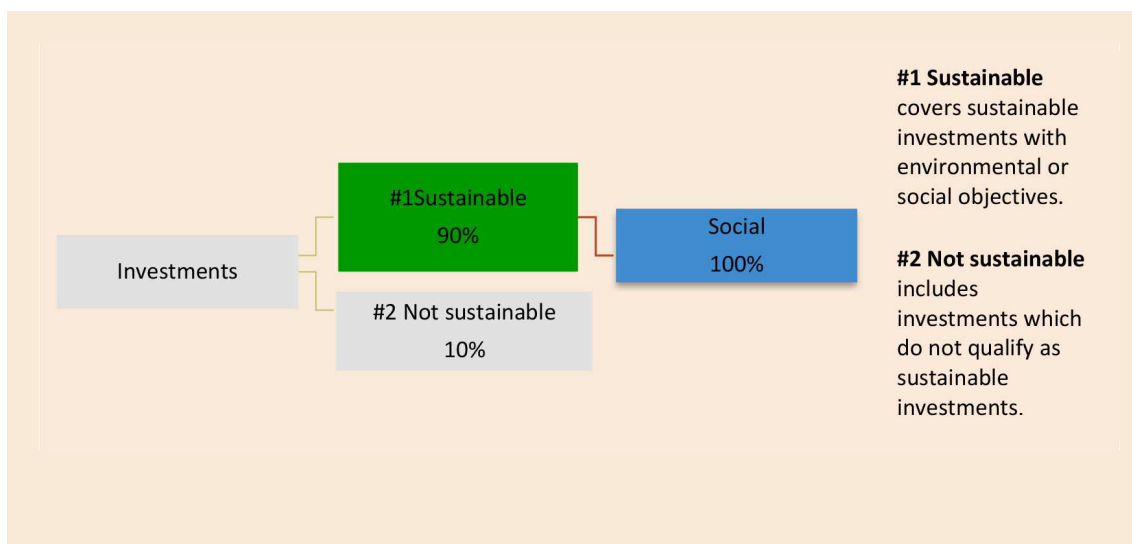 Investments
#1Sustainable
90%
#2 Not sustainable
10%
Social
100%
#1 Sustainable
covers sustainable
investments with
environmental or
social objectives.
#2 Not sustainable
includes
investments which
do not qualify as
sustainable
investments.